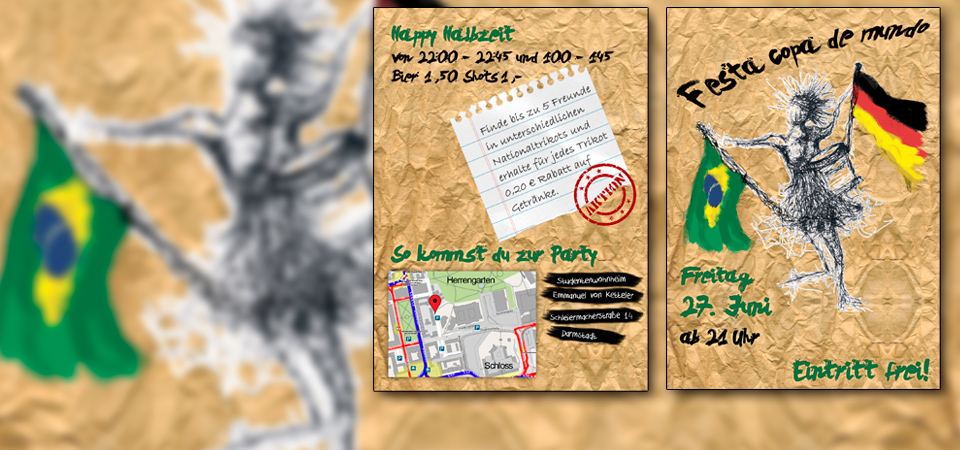 Happy Halbzeit
von 22:00 - 22:45 und 1:00 - 1:45
Bier 1,50 Shots 1,-
Finde bis zu 5 Freunde
in unterschiedlichen
Nationaltrikots und
erhalte für jedes Trikot
0,20 € Rabatt auf
Getränke.
AKTION
So kommst du zur Party
Herrengarten
Schloss
Studentenwohnheim
Emmanuel von Ketteler
Schleiermacherstraße 14
Darmstadt
Festa copa de mundo
Freitag
27. Juni
ab 21 Uhr
Eintritt frei!